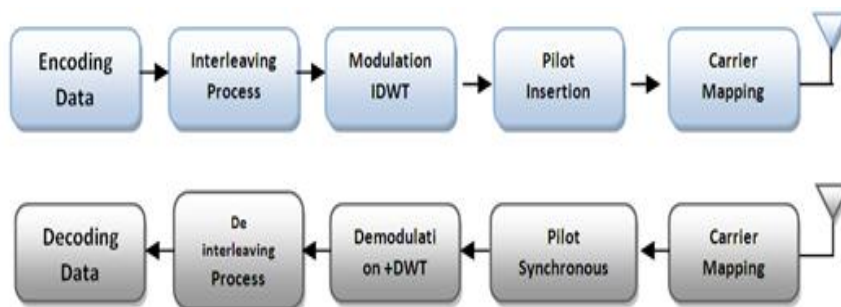 Encoding
Data
Interleaving
Process
Modulation
IDWT
Pilot
Insertion
Carrier
Mapping
Decoding
Data
De
interleaving
Process
Demodulati
on +DWT
Pilot
Synchronous
Carrier
Mapping